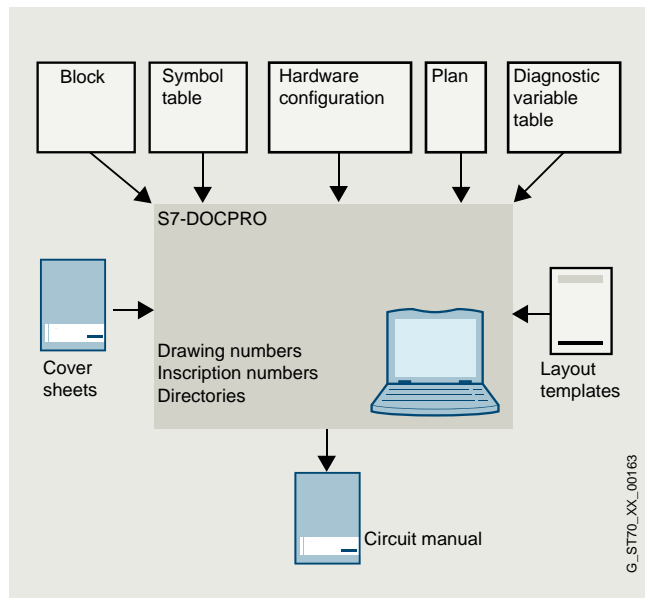 Block
Symbol
table
Hardware
configuration
Plan
Diagnostic
variable
table
S7-DOCPRO
Cover
sheets
Drawing numbers
Inscription numbers
Directories
Layout
templates
Circuit manual
G_ST70_XX_00163